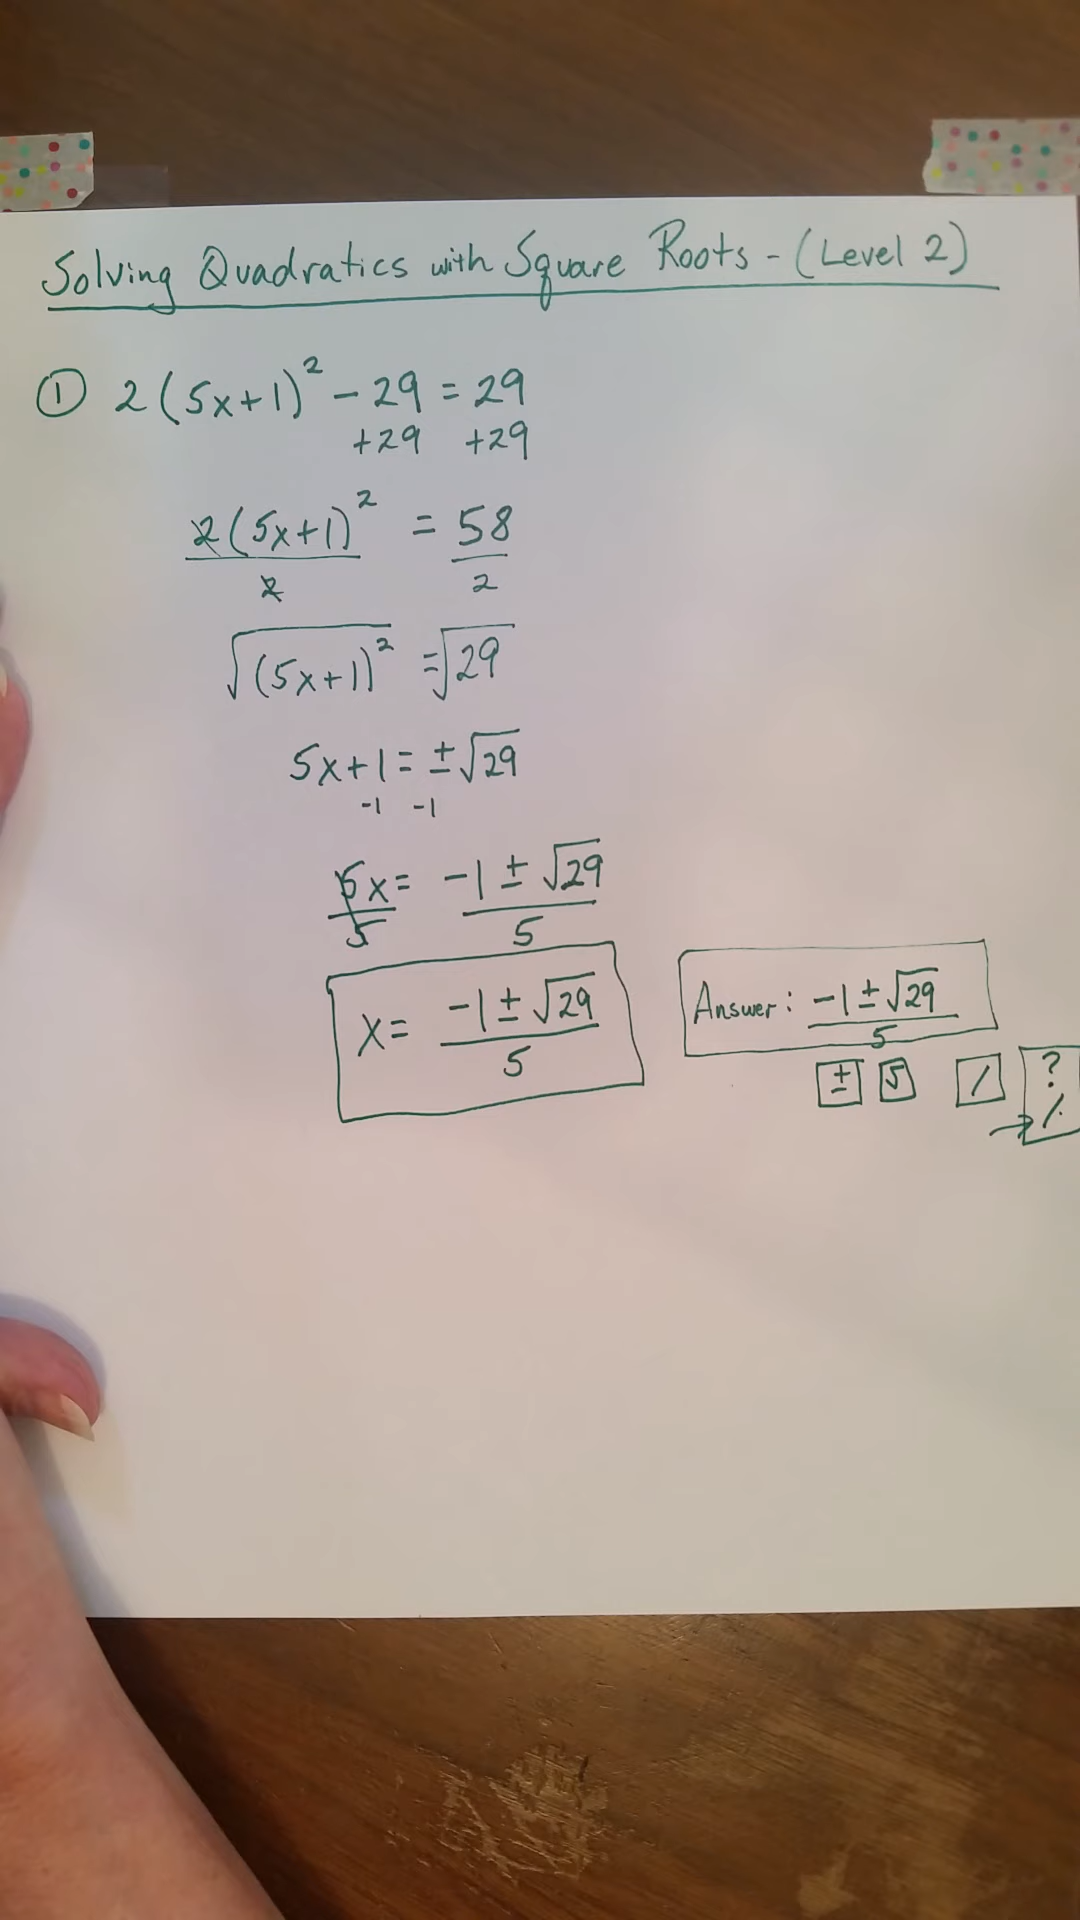 Solving Quadratics with Square Roots - (Level 2)
① 2(5x+1)² - 29 = 29
+29 +29
2(5x+1)² = 58
2 2
√(5x+1)² = √29
5x+1 = ±√29
-1 -1
5x = -1 ± √29
5 5
x = -1 ± √29
5
Answer: -1 ± √29
5
± √ / ?
→ /.